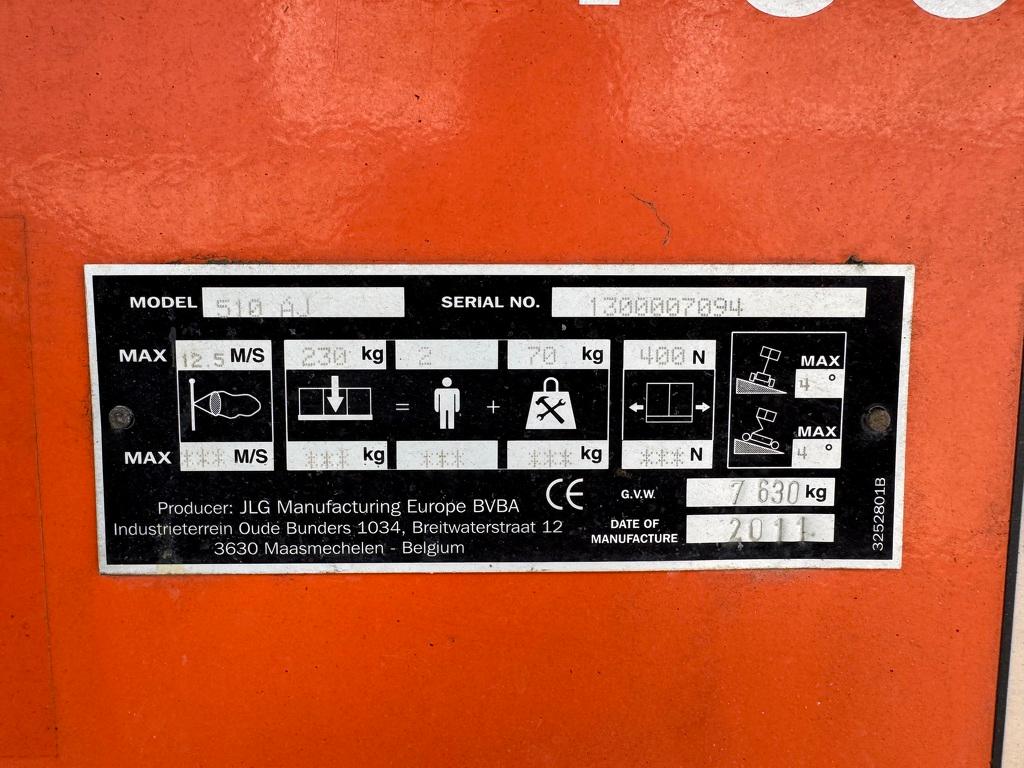 MODEL 510 AJ SERIAL NO. 1300007094
MAX 12.5 M/S 230 kg 2 70 kg 400 N
MAX 4 °
MAX 4 °
= +
MAX *** M/S *** kg *** *** kg *** N
CE
Producer: JLG Manufacturing Europe BVBA
Industrieterrein Oude Bunders 1034, Breitwaterstraat 12
3630 Maasmechelen - Belgium
G.V.W. 7 630 kg
DATE OF
MANUFACTURE 2011
3252801B